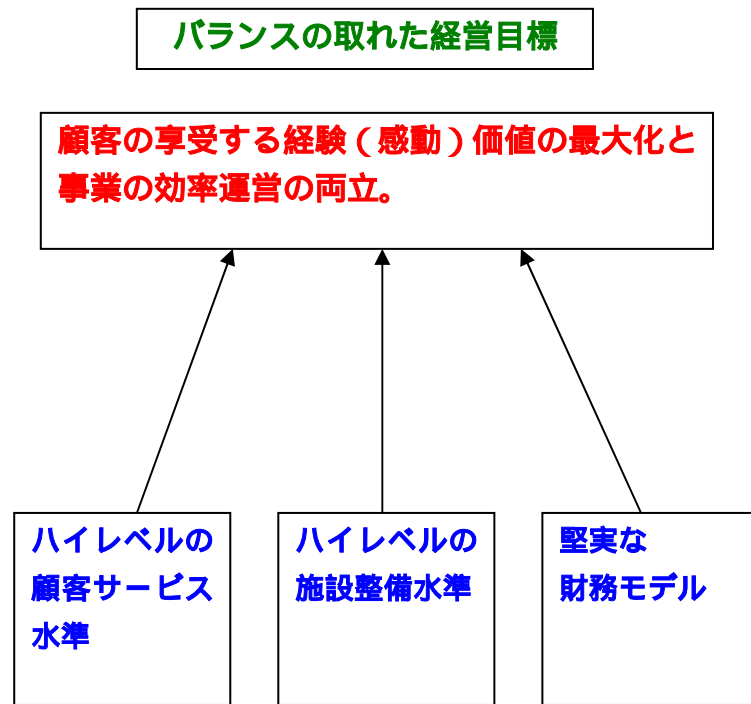 バランスの取れた経営目標
顧客の享受する経験（感動）価値の最大化と
事業の効率運営の両立。
ハイレベルの
顧客サービス
水準
ハイレベルの
施設整備水準
堅実な
財務モデル